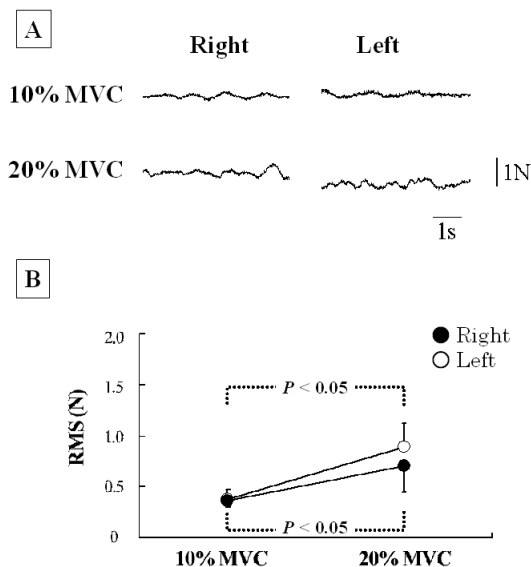 A
Right Left
10% MVC
20% MVC
1N
1s
B
2.0
1.5
1.0
0.5
0
RMS (N)
Right
Left
P < 0.05
P < 0.05
10% MVC 20% MVC